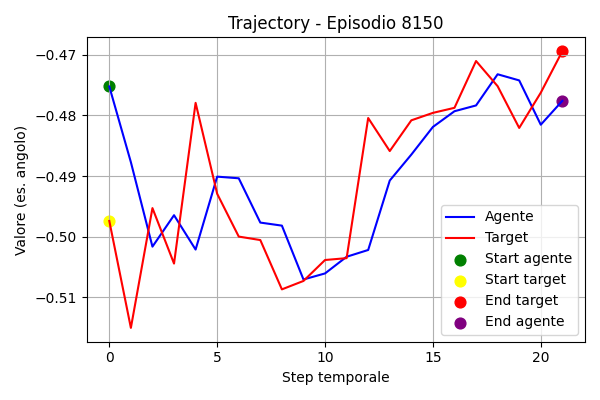 Trajectory - Episodio 8150
Valore (es. angolo)
−0.47
−0.48
−0.49
−0.50
−0.51
0
5
10
15
20
Step temporale
Agente
Target
Start agente
Start target
End target
End agente